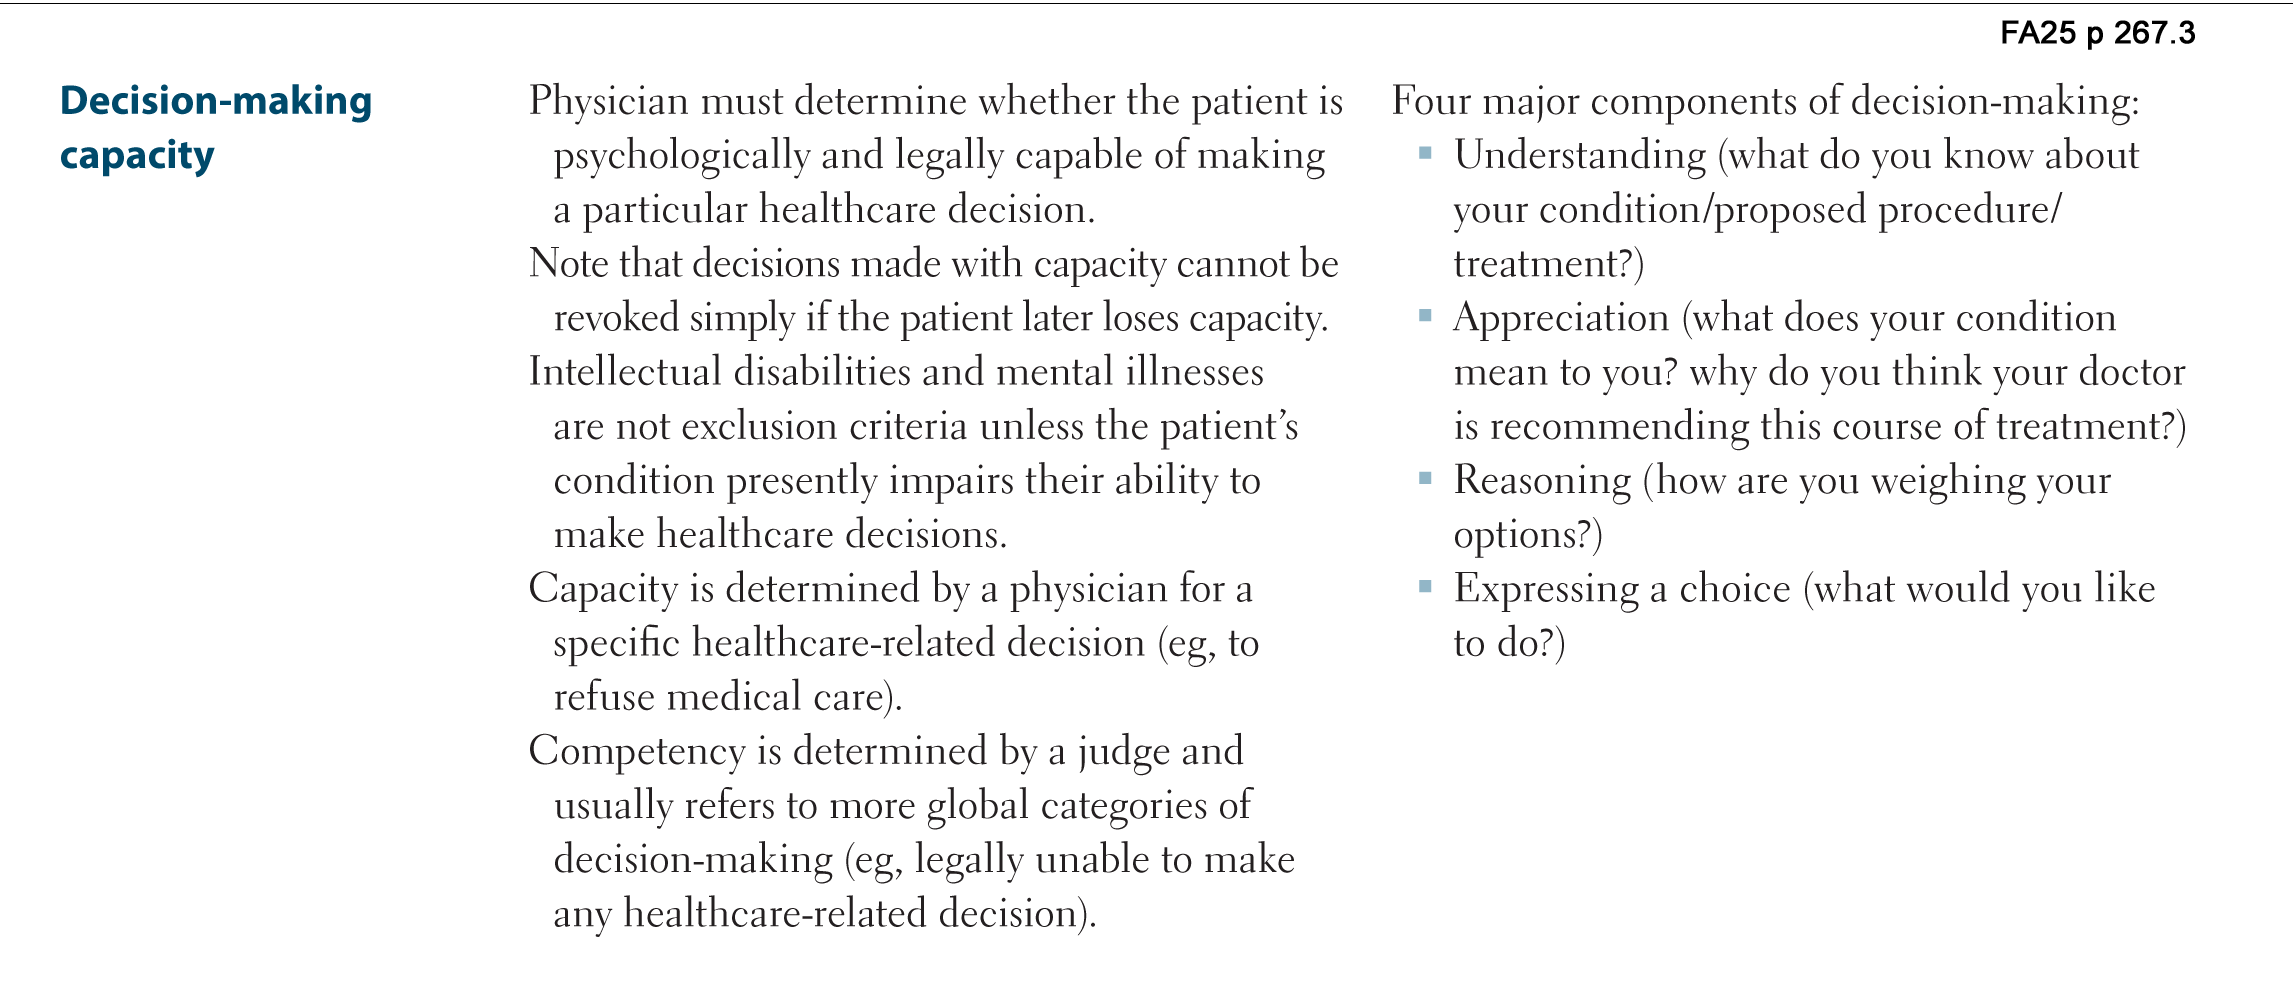 FA25 p 267.3
Decision-making
capacity
Physician must determine whether the patient is
psychologically and legally capable of making
a particular healthcare decision.
Note that decisions made with capacity cannot be
revoked simply if the patient later loses capacity.
Intellectual disabilities and mental illnesses
are not exclusion criteria unless the patient’s
condition presently impairs their ability to
make healthcare decisions.
Capacity is determined by a physician for a
specific healthcare-related decision (eg, to
refuse medical care).
Competency is determined by a judge and
usually refers to more global categories of
decision-making (eg, legally unable to make
any healthcare-related decision).
Four major components of decision-making:
▪ Understanding (what do you know about
your condition/proposed procedure/
treatment?)
▪ Appreciation (what does your condition
mean to you? why do you think your doctor
is recommending this course of treatment?)
▪ Reasoning (how are you weighing your
options?)
▪ Expressing a choice (what would you like
to do?)